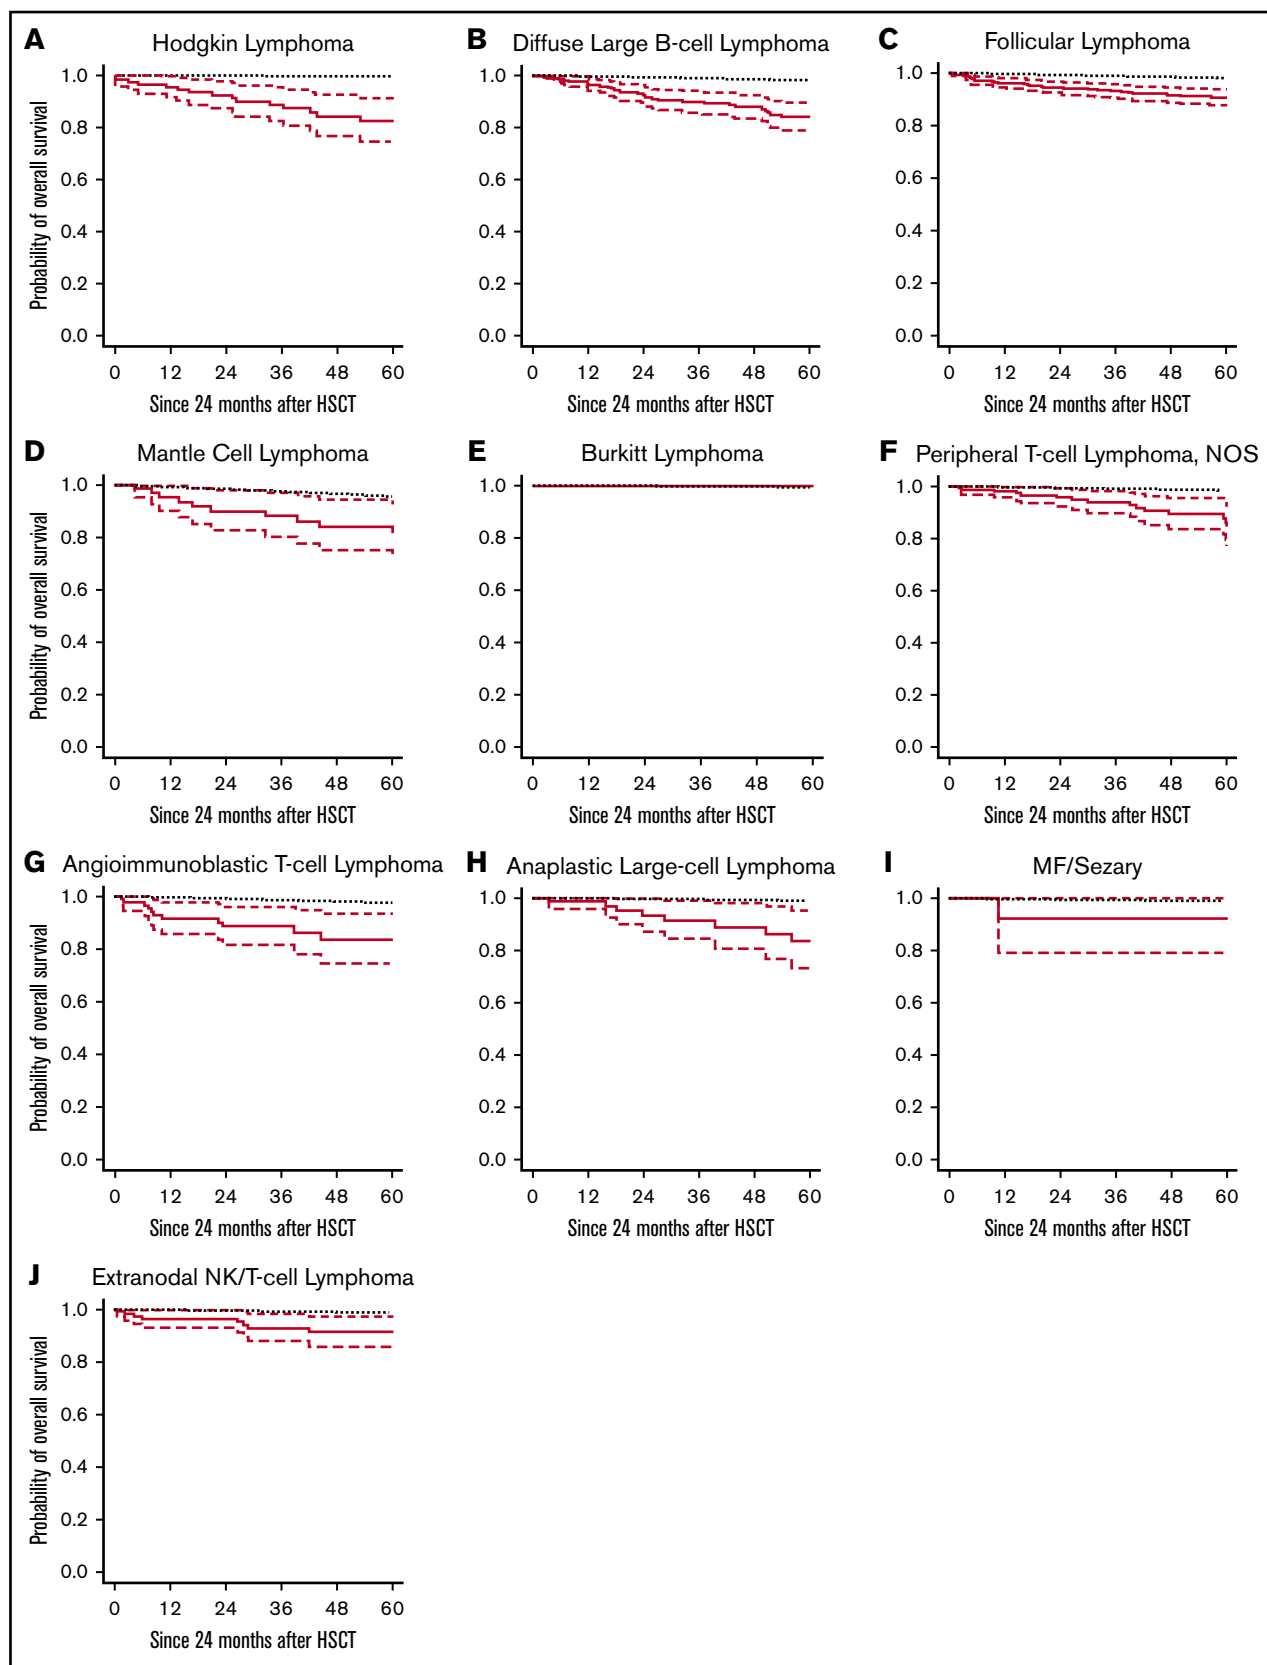 A Hodgkin Lymphoma
Probability of overall survival
1.0
0.8
0.6
0.4
0.2
0.0
0 12 24 36 48 60
Since 24 months after HSCT
B Diffuse Large B-cell Lymphoma
1.0
0.8
0.6
0.4
0.2
0.0
0 12 24 36 48 60
Since 24 months after HSCT
C Follicular Lymphoma
1.0
0.8
0.6
0.4
0.2
0.0
0 12 24 36 48 60
Since 24 months after HSCT
D Mantle Cell Lymphoma
Probability of overall survival
1.0
0.8
0.6
0.4
0.2
0.0
0 12 24 36 48 60
Since 24 months after HSCT
E Burkitt Lymphoma
1.0
0.8
0.6
0.4
0.2
0.0
0 12 24 36 48 60
Since 24 months after HSCT
F Peripheral T-cell Lymphoma, NOS
1.0
0.8
0.6
0.4
0.2
0.0
0 12 24 36 48 60
Since 24 months after HSCT
G Angioimmunoblastic T-cell Lymphoma
Probability of overall survival
1.0
0.8
0.6
0.4
0.2
0.0
0 12 24 36 48 60
Since 24 months after HSCT
H Anaplastic Large-cell Lymphoma
1.0
0.8
0.6
0.4
0.2
0.0
0 12 24 36 48 60
Since 24 months after HSCT
I MF/Sezary
1.0
0.8
0.6
0.4
0.2
0.0
0 12 24 36 48 60
Since 24 months after HSCT
J Extranodal NK/T-cell Lymphoma
Probability of overall survival
1.0
0.8
0.6
0.4
0.2
0.0
0 12 24 36 48 60
Since 24 months after HSCT